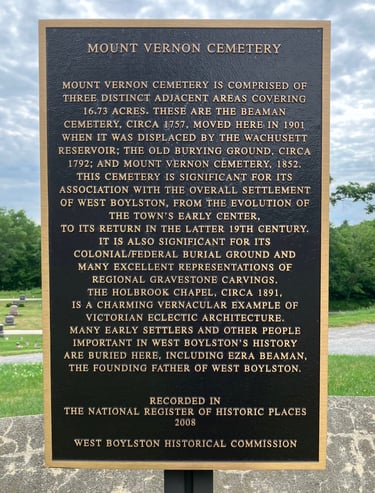 MOUNT VERNON CEMETERY
MOUNT VERNON CEMETERY IS COMPRISED OF
THREE DISTINCT ADJACENT AREAS COVERING
16.73 ACRES. THESE ARE THE BEAMAN
CEMETERY, CIRCA 1757, MOVED HERE IN 1901
WHEN IT WAS DISPLACED BY THE WACHUSETT
RESERVOIR; THE OLD BURYING GROUND, CIRCA
1792; AND MOUNT VERNON CEMETERY, 1852.
THIS CEMETERY IS SIGNIFICANT FOR ITS
ASSOCIATION WITH THE OVERALL SETTLEMENT
OF WEST BOYLSTON, FROM THE EVOLUTION OF
THE TOWN'S EARLY CENTER,
TO ITS RETURN IN THE LATTER 19TH CENTURY.
IT IS ALSO SIGNIFICANT FOR ITS
COLONIAL/FEDERAL BURIAL GROUND AND
MANY EXCELLENT REPRESENTATIONS OF
REGIONAL GRAVESTONE CARVINGS.
THE HOLBROOK CHAPEL, CIRCA 1891,
IS A CHARMING VERNACULAR EXAMPLE OF
VICTORIAN ECLECTIC ARCHITECTURE.
MANY EARLY SETTLERS AND OTHER PEOPLE
IMPORTANT IN WEST BOYLSTON'S HISTORY
ARE BURIED HERE, INCLUDING EZRA BEAMAN,
THE FOUNDING FATHER OF WEST BOYLSTON.
RECORDED IN
THE NATIONAL REGISTER OF HISTORIC PLACES
2008
WEST BOYLSTON HISTORICAL COMMISSION